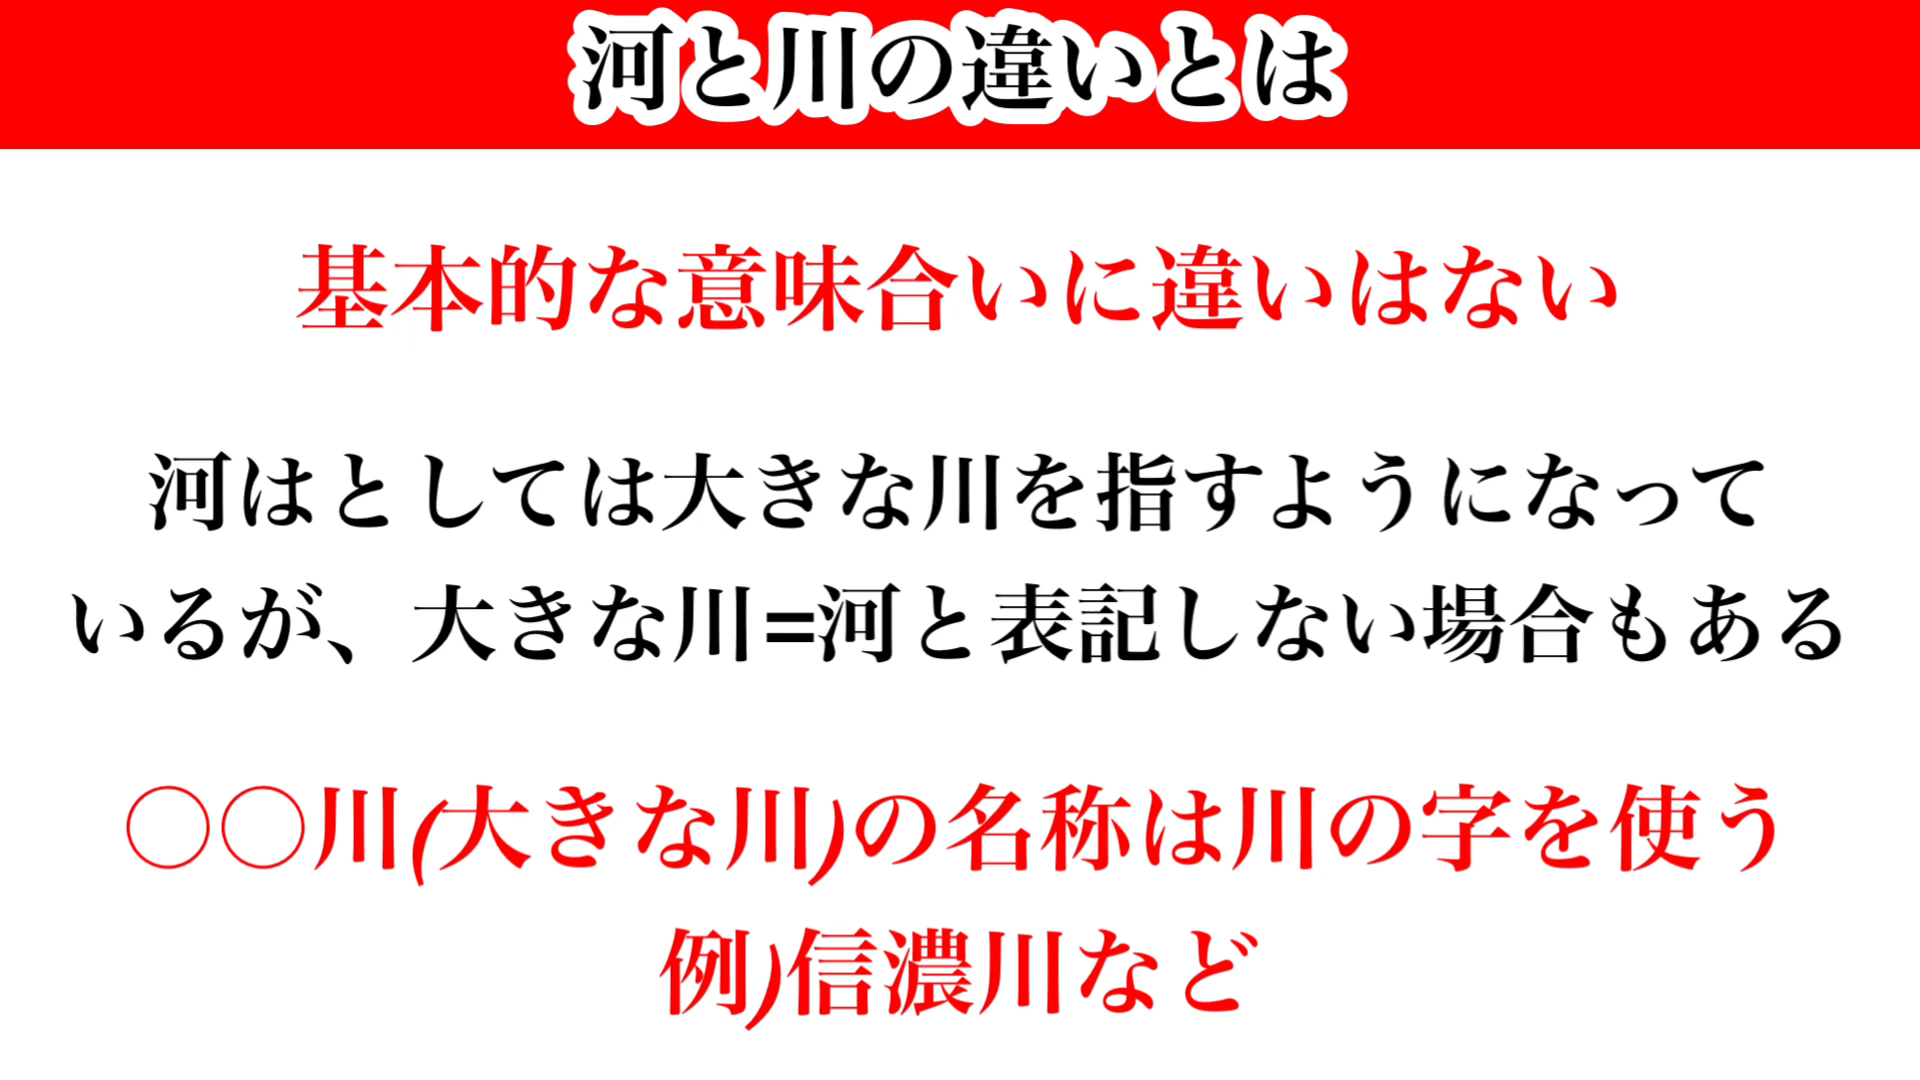 河と川の違いとは
基本的な意味合いに違いはない
河はとしては大きな川を指すようになって
いるが、大きな川=河と表記しない場合もある
〇〇川(大きな川)の名称は川の字を使う
例)信濃川など